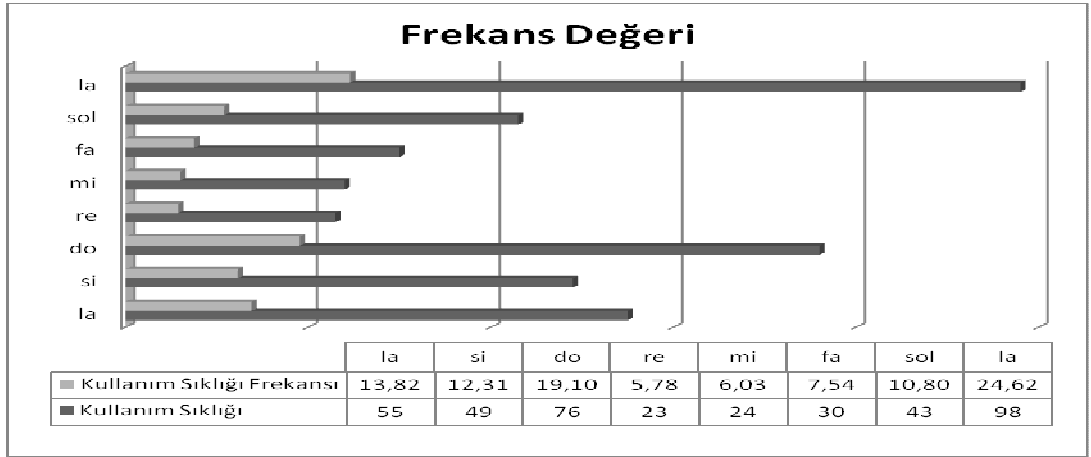 Frekans Değeri
la
sol
fa
mi
re
do
si
la
la si do re mi fa sol la
Kullanım Sıklığı Frekansı 13,82 12,31 19,10 5,78 6,03 7,54 10,80 24,62
Kullanım Sıklığı 55 49 76 23 24 30 43 98